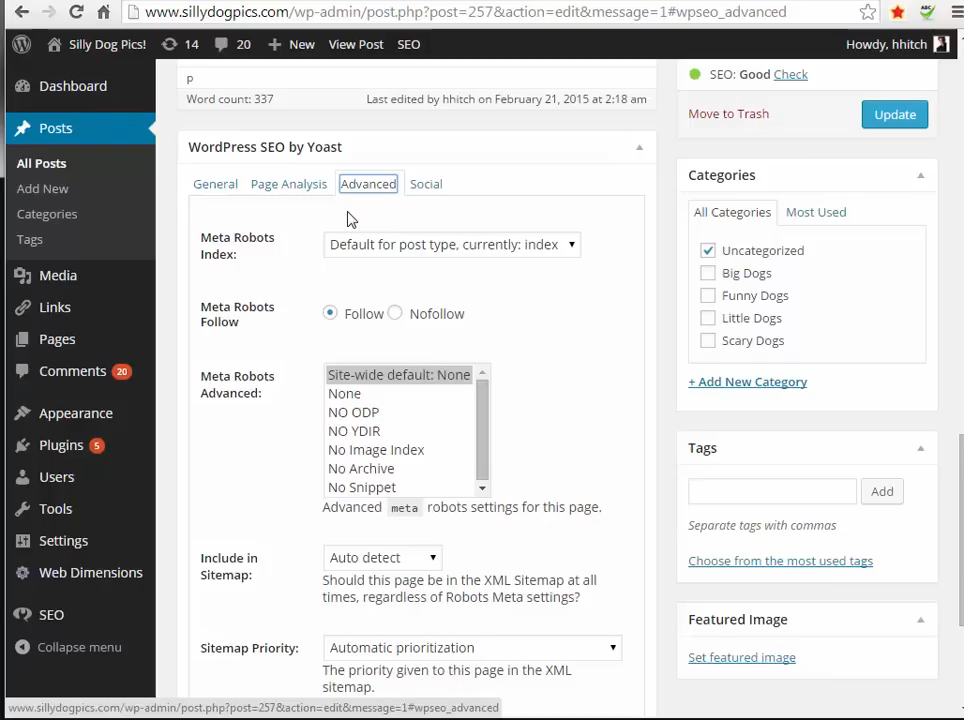 www.sillydogpics.com/wp-admin/post.php?post=257&action=edit&message=1#wpseo_advanced
ABC
Silly Dog Pics!
14
20
New
View Post
SEO
Howdy, hhitch
Dashboard
Posts
All Posts
Add New
Categories
Tags
Media
Links
Pages
Comments 20
Appearance
Plugins 5
Users
Tools
Settings
Web Dimensions
SEO
Collapse menu
p
Word count: 337
Last edited by hhitch on February 21, 2015 at 2:18 am
WordPress SEO by Yoast
General
Page Analysis
Advanced
Social
Meta Robots
Index:
Default for post type, currently: index
Meta Robots
Follow
Follow
Nofollow
Meta Robots
Advanced:
Site-wide default: None
None
NO ODP
NO YDIR
No Image Index
No Archive
No Snippet
Advanced meta robots settings for this page.
Include in
Sitemap:
Auto detect
Should this page be in the XML Sitemap at all
times, regardless of Robots Meta settings?
Sitemap Priority:
Automatic prioritization
The priority given to this page in the XML
sitemap.
SEO: Good Check
Move to Trash
Update
Categories
All Categories
Most Used
Uncategorized
Big Dogs
Funny Dogs
Little Dogs
Scary Dogs
+ Add New Category
Tags
Add
Separate tags with commas
Choose from the most used tags
Featured Image
Set featured image
www.sillydogpics.com/wp-admin/post.php?post=257&action=edit&message=1#wpseo_advanced